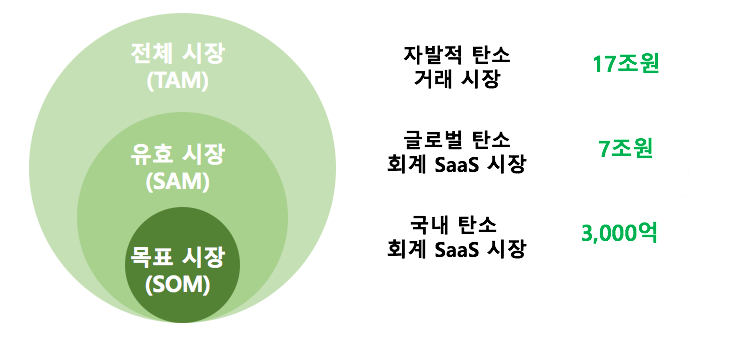 전체 시장
(TAM)
자발적 탄소
거래 시장
17조원
유효 시장
(SAM)
글로벌 탄소
회계 SaaS 시장
7조원
목표 시장
(SOM)
국내 탄소
회계 SaaS 시장
3,000억